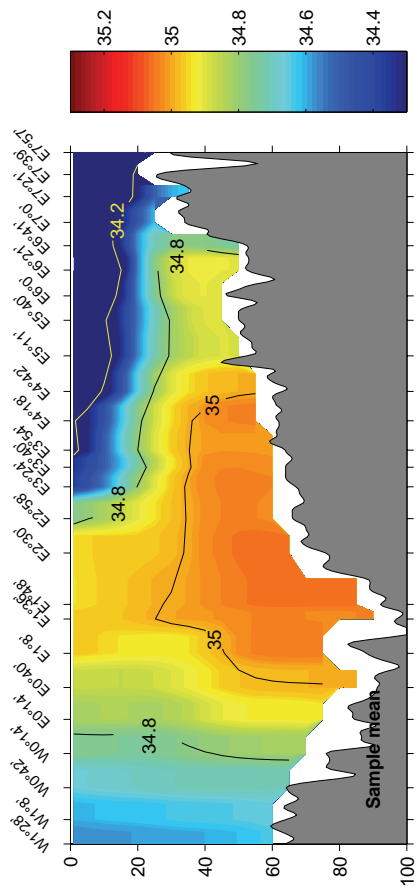 W1°28'
W1°8'
W0°42'
W0°14'
E0°14'
E0°40'
E1°8'
E1°36'
48'
E2°30'
E2°58'
E3°24'
E3°40'
E3°54'
E4°18'
E4°42'
E5°11'
E5°40'
E6°0'
E6°21'
E6°41'
E7°0'
E7°21'
E7°39'
E7°57'
0
20
40
60
80
100
34.8
34.8
35
35
34.8
34.2
Sample mean
35.2
35
34.8
34.6
34.4